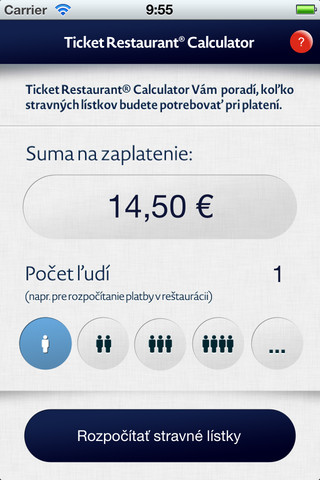 Carrier 9:55
Ticket Restaurant® Calculator ?
Ticket Restaurant® Calculator Vám poradí, koľko
stravných lístkov budete potrebovať pri platení.
Suma na zaplatenie:
14,50 €
Počet ľudí 1
(napr. pre rozpočítanie platby v reštaurácii)
...
Rozpočítať stravné lístky